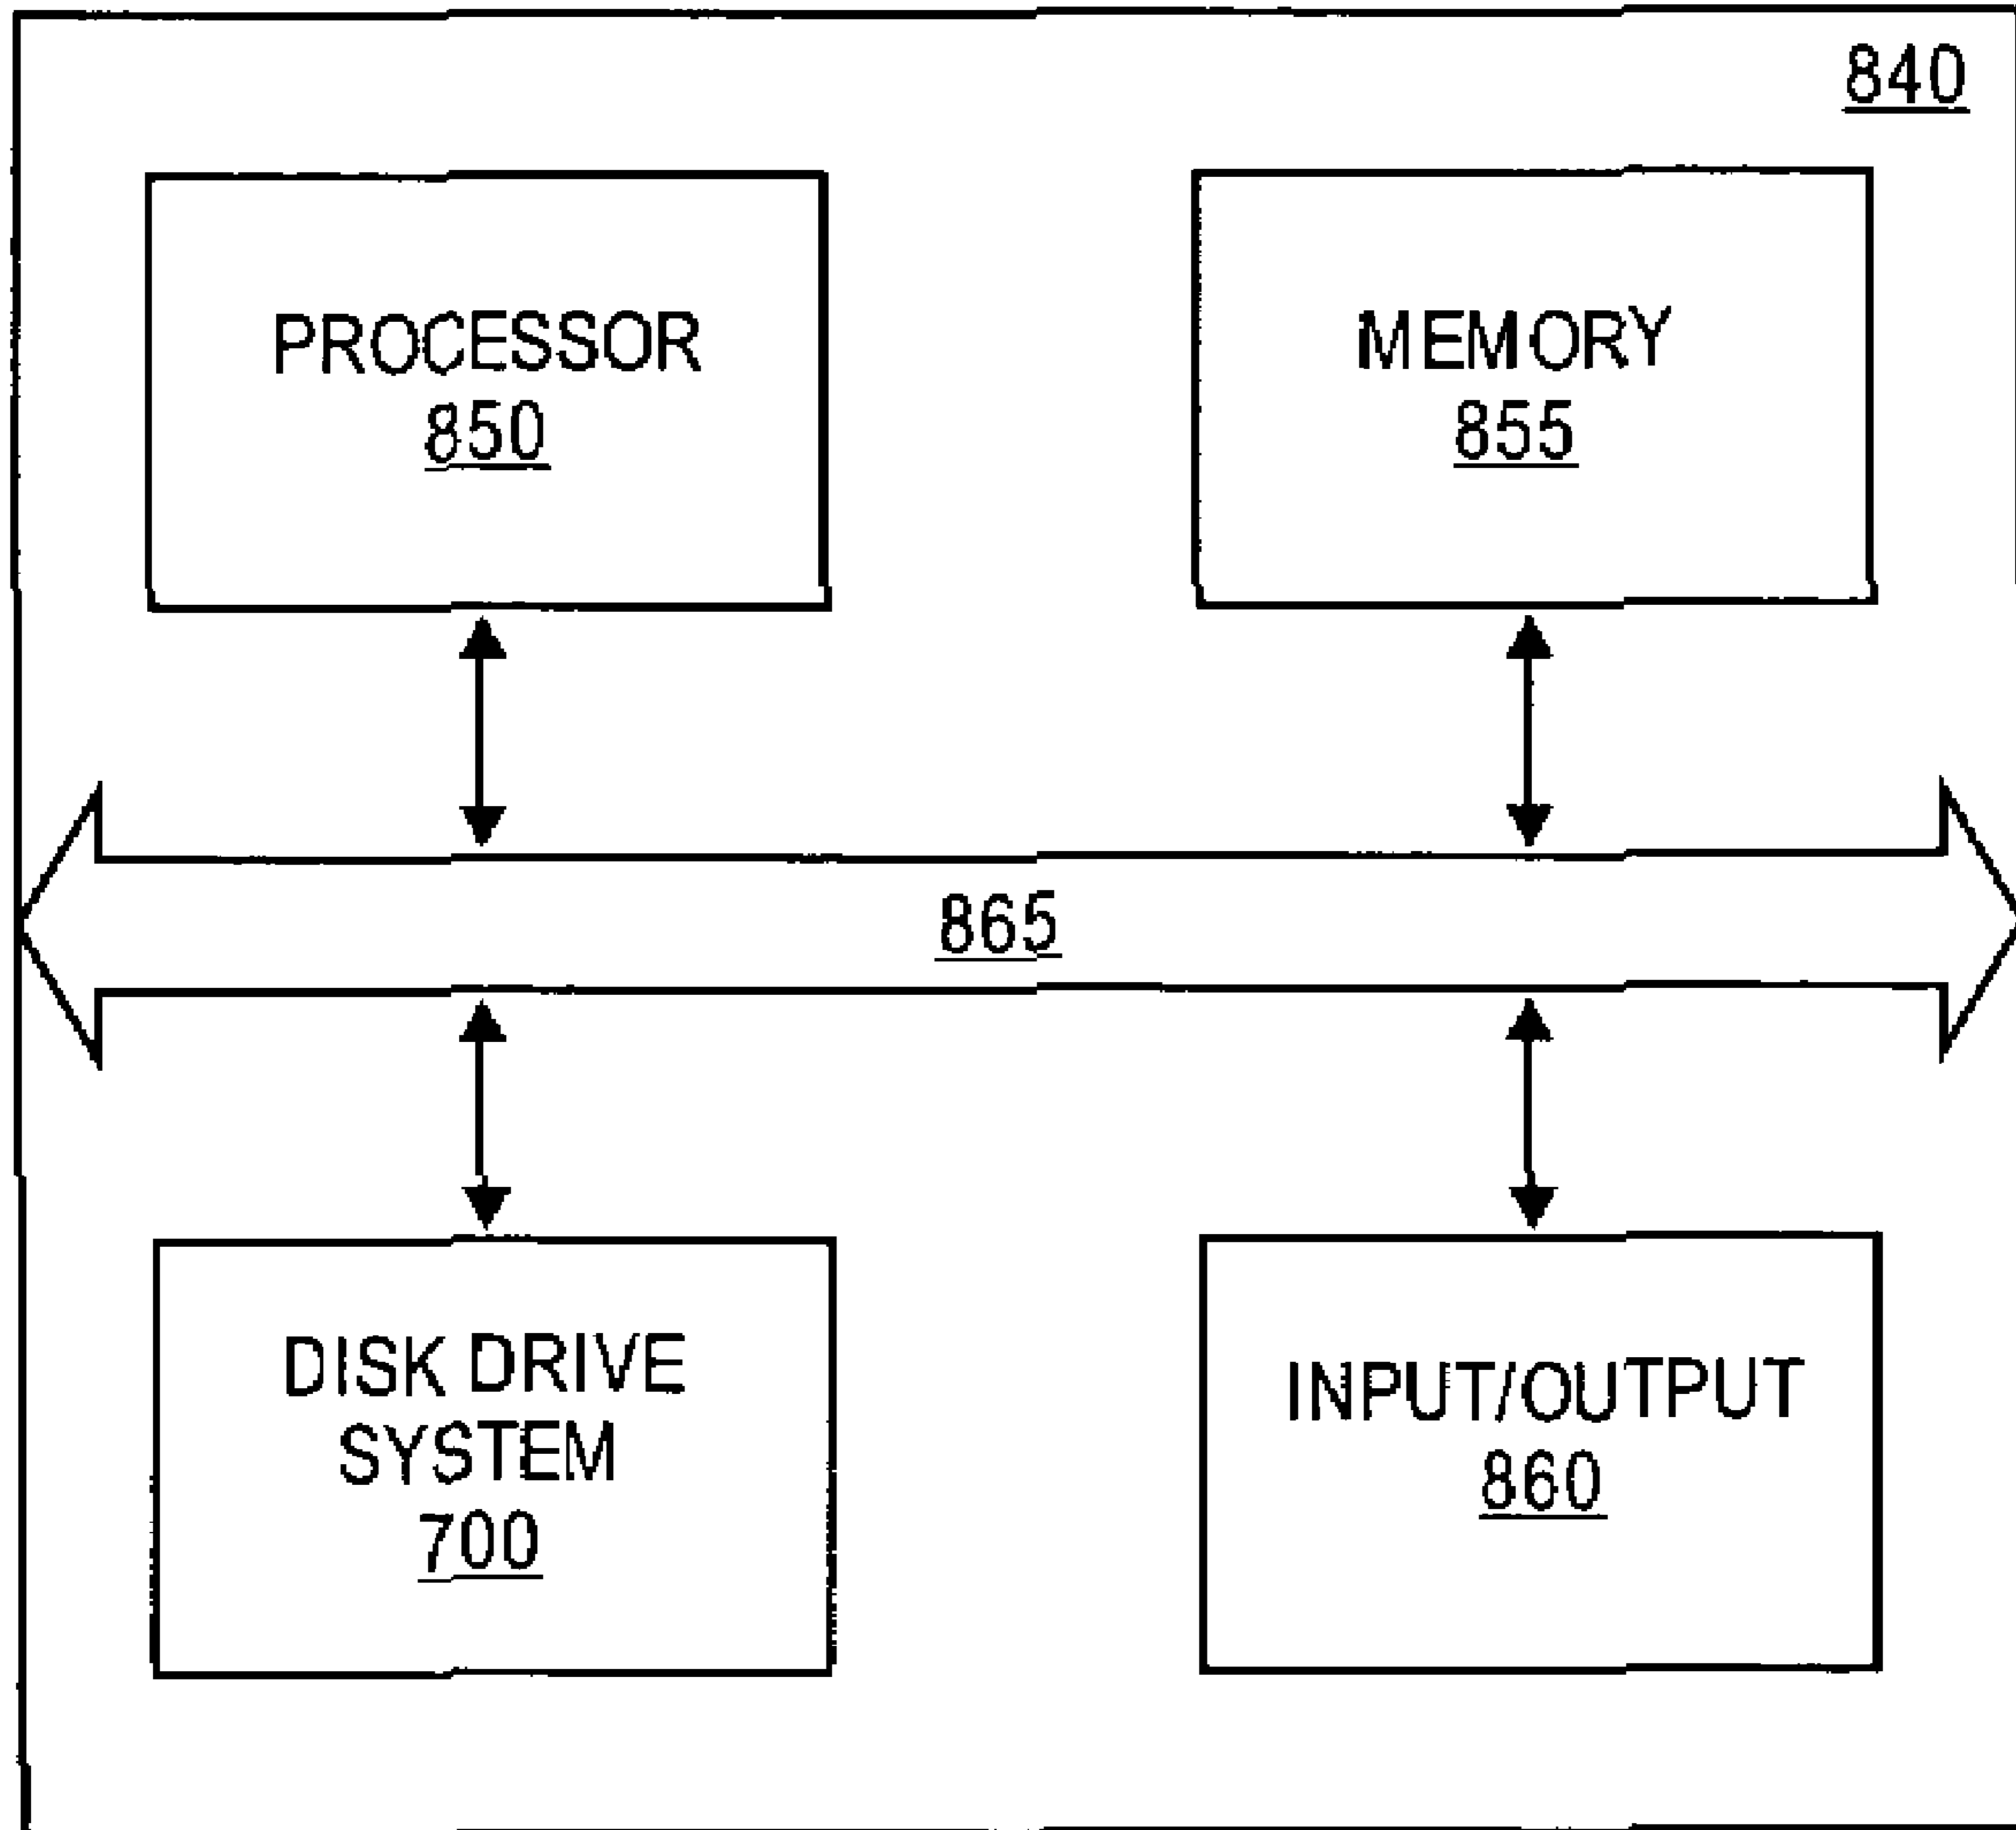 840
PROCESSOR
850
MEMORY
855
865
DISK DRIVE
SYSTEM
700
INPUT/OUTPUT
860